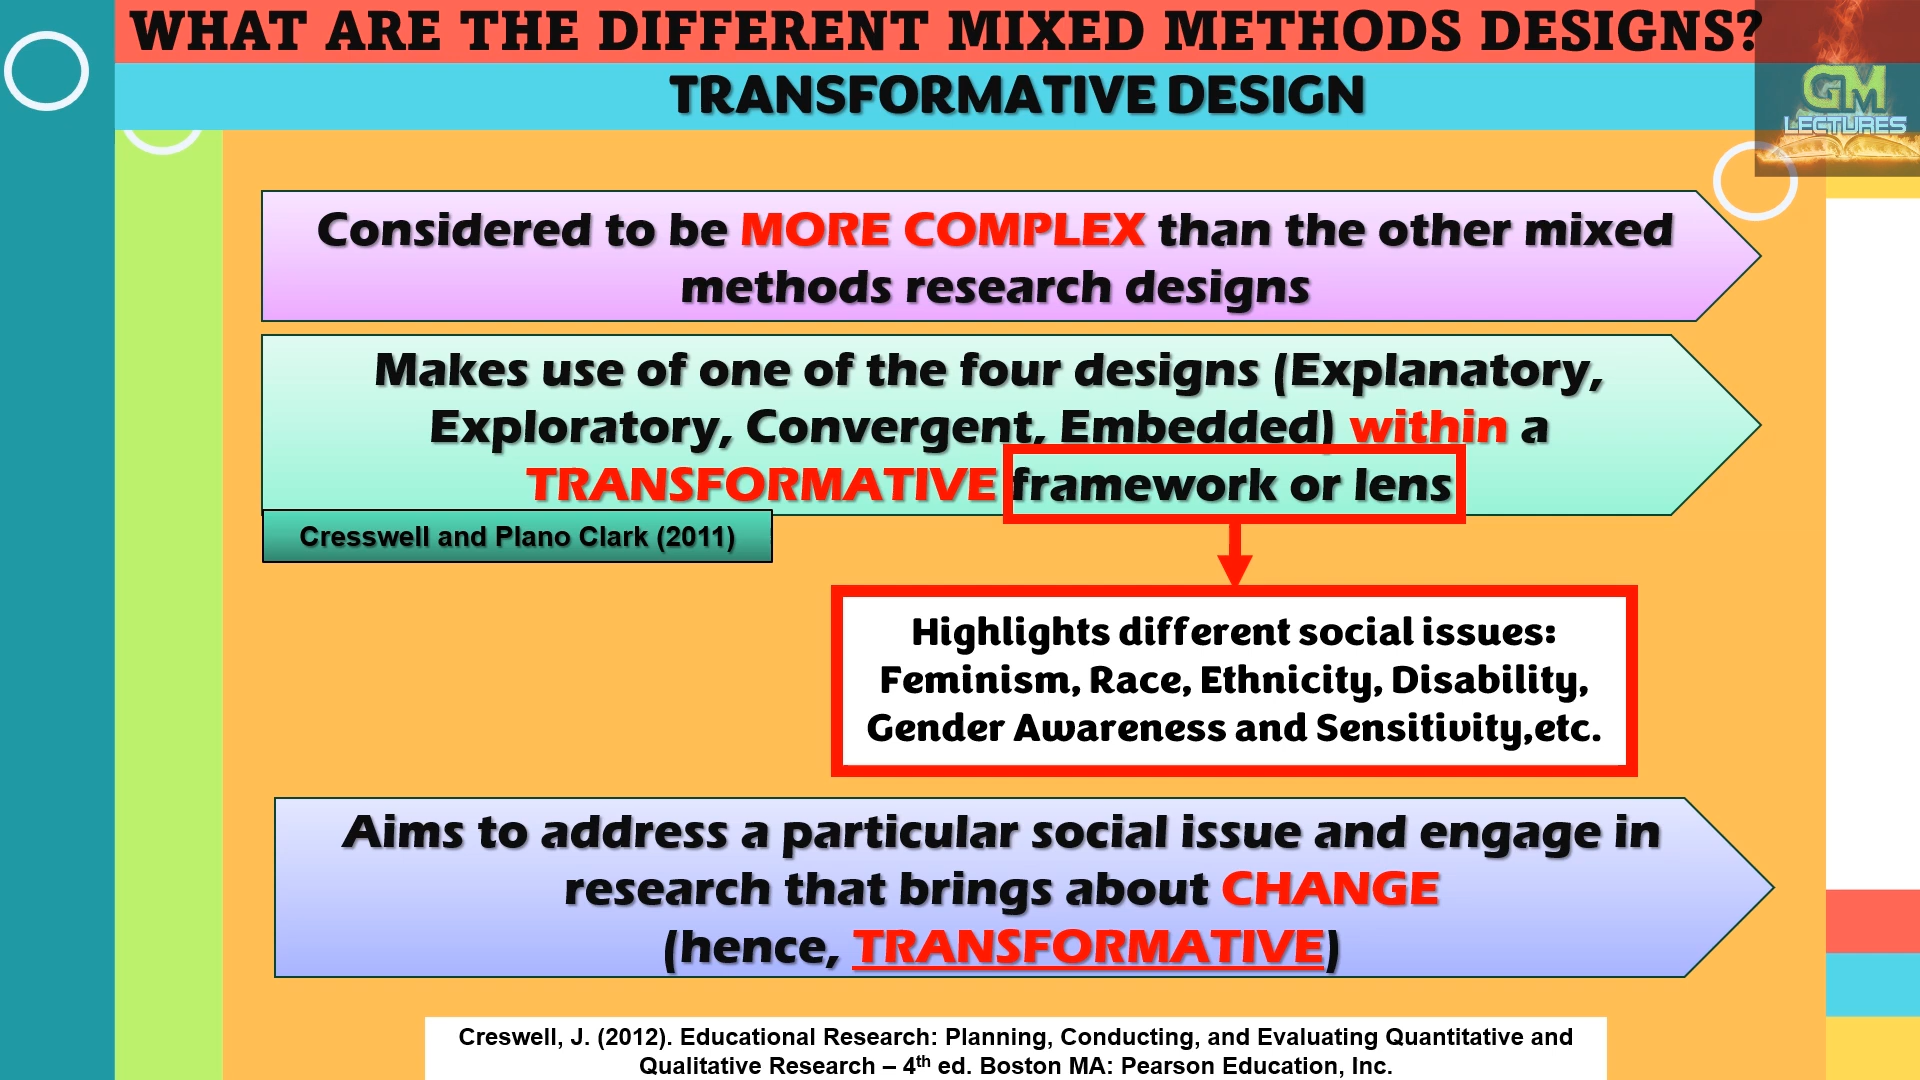 WHAT ARE THE DIFFERENT MIXED METHODS DESIGNS?
TRANSFORMATIVE DESIGN
GM
LECTURES
Considered to be MORE COMPLEX than the other mixed
methods research designs
Makes use of one of the four designs (Explanatory,
Exploratory, Convergent, Embedded) within a
TRANSFORMATIVE framework or lens
Cresswell and Plano Clark (2011)
Highlights different social issues:
Feminism, Race, Ethnicity, Disability,
Gender Awareness and Sensitivity,etc.
Aims to address a particular social issue and engage in
research that brings about CHANGE
(hence, TRANSFORMATIVE)
Creswell, J. (2012). Educational Research: Planning, Conducting, and Evaluating Quantitative and
Qualitative Research – 4th ed. Boston MA: Pearson Education, Inc.